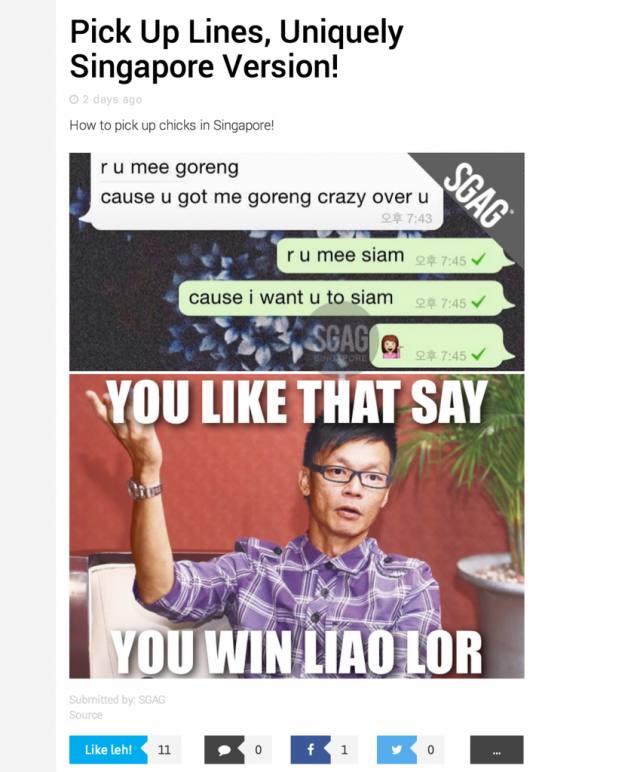 Pick Up Lines, Uniquely
Singapore Version!
2 days ago
How to pick up chicks in Singapore!
r u mee goreng
cause u got me goreng crazy over u
오후 7:43
SGAG
r u mee siam 오후 7:45
cause i want u to siam 오후 7:45
SGAG
SINGAPORE
오후 7:45
YOU LIKE THAT SAY
YOU WIN LIAO LOR
Submitted by: SGAG
Source
Like leh! 11 0 1 0 ...